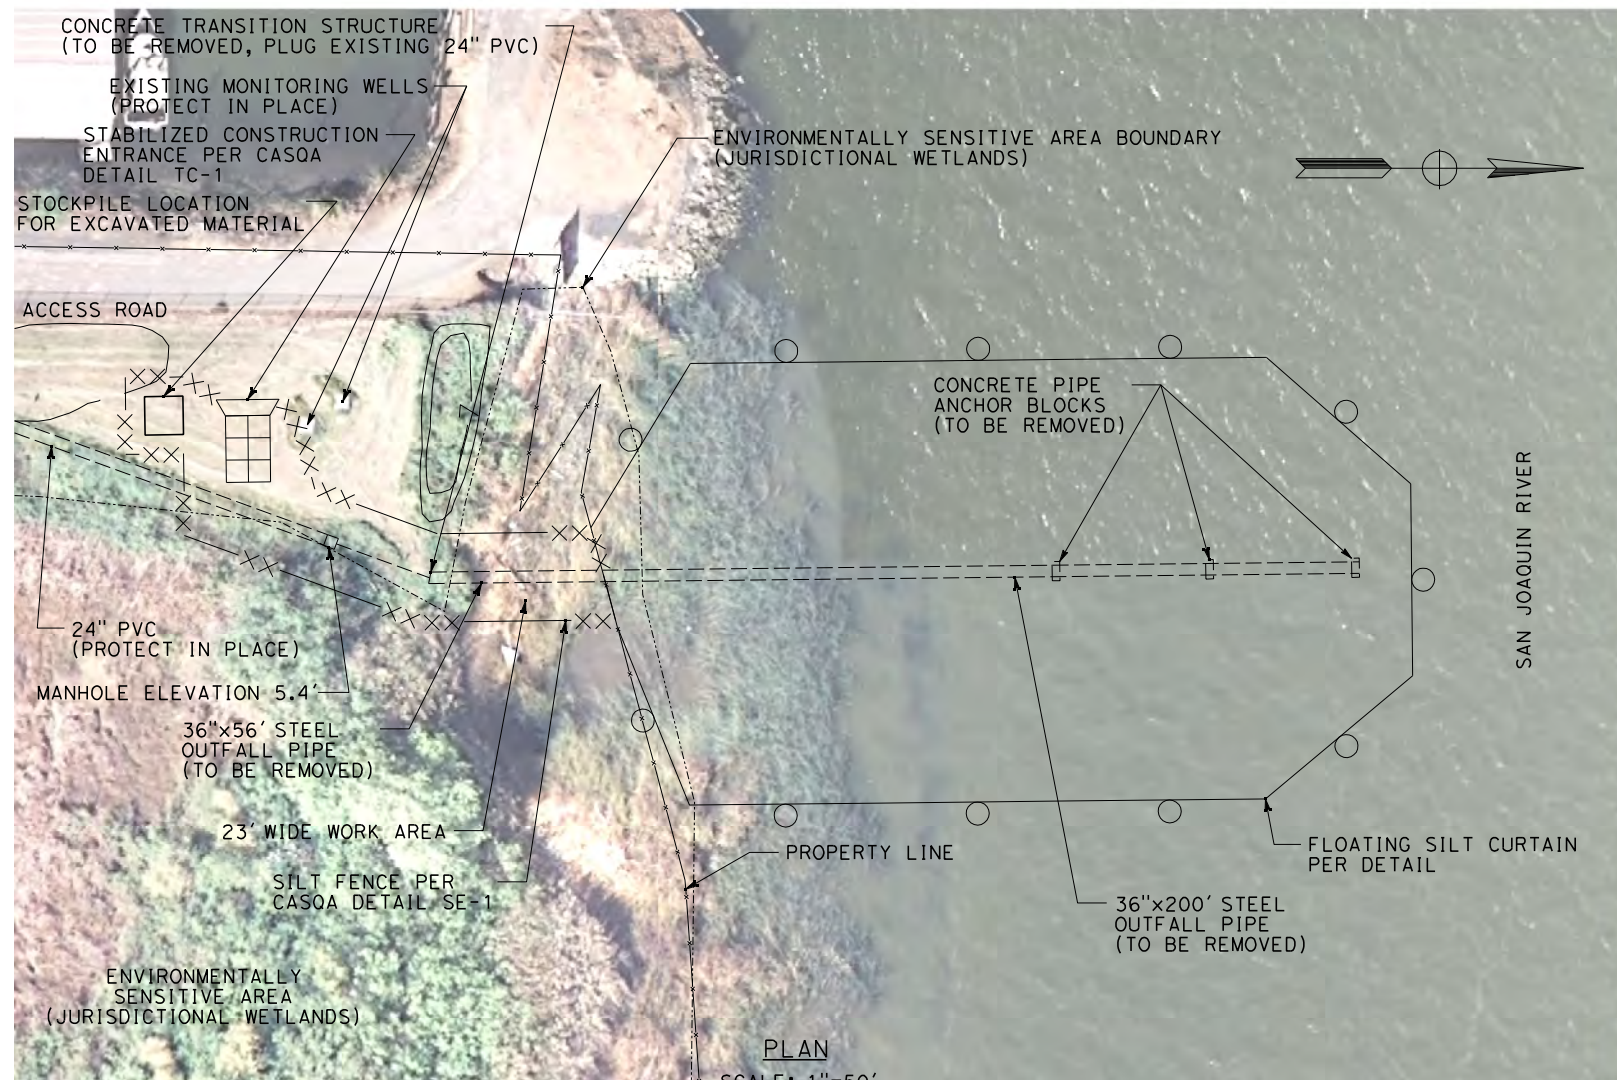 CONCRETE TRANSITION STRUCTURE
(TO BE REMOVED, PLUG EXISTING 24" PVC)
EXISTING MONITORING WELLS
(PROTECT IN PLACE)
STABILIZED CONSTRUCTION
ENTRANCE PER CASQA
DETAIL TC-1
STOCKPILE LOCATION
FOR EXCAVATED MATERIAL
ENVIRONMENTALLY SENSITIVE AREA BOUNDARY
(JURISDICTIONAL WETLANDS)
ACCESS ROAD
CONCRETE PIPE
ANCHOR BLOCKS
(TO BE REMOVED)
SAN JOAQUIN RIVER
24" PVC
(PROTECT IN PLACE)
MANHOLE ELEVATION 5.4'
36"x56' STEEL
OUTFALL PIPE
(TO BE REMOVED)
23' WIDE WORK AREA
SILT FENCE PER
CASQA DETAIL SE-1
PROPERTY LINE
FLOATING SILT CURTAIN
PER DETAIL
36"x200' STEEL
OUTFALL PIPE
(TO BE REMOVED)
ENVIRONMENTALLY
SENSITIVE AREA
(JURISDICTIONAL WETLANDS)
PLAN
SCALE: 1"=50'